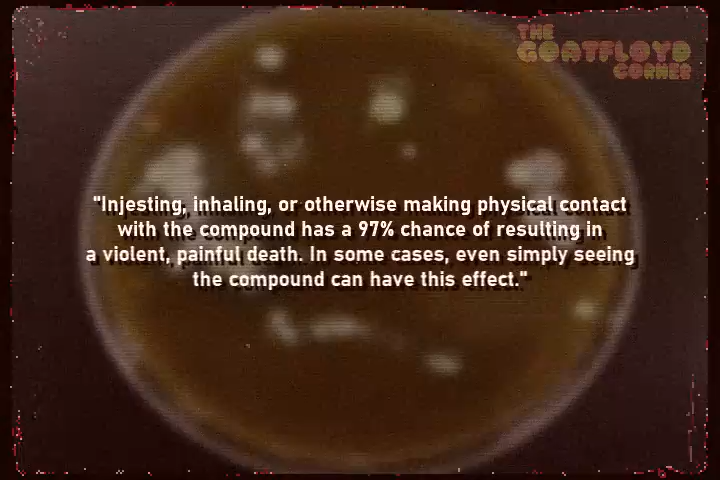 THE
GOATFLOYD
CORNER
"Injesting, inhaling, or otherwise making physical contact
with the compound has a 97% chance of resulting in
a violent, painful death. In some cases, even simply seeing
the compound can have this effect."